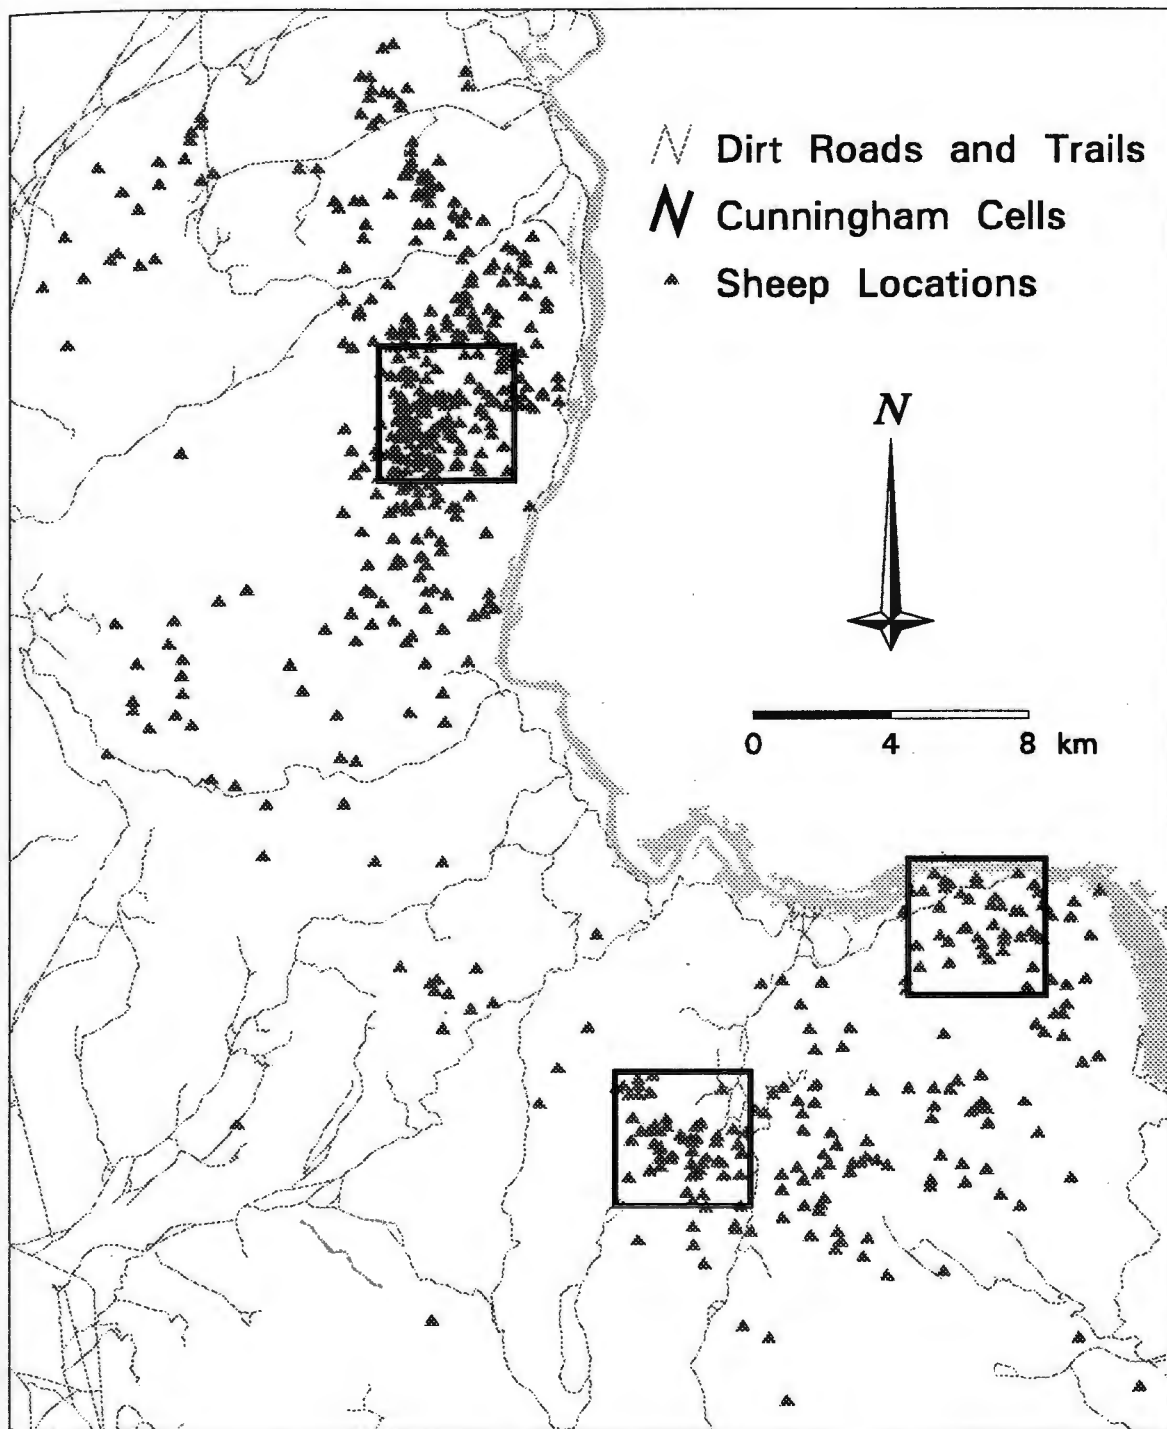 Dirt Roads and Trails
Cunningham Cells
Sheep Locations
N
0 4 8 km